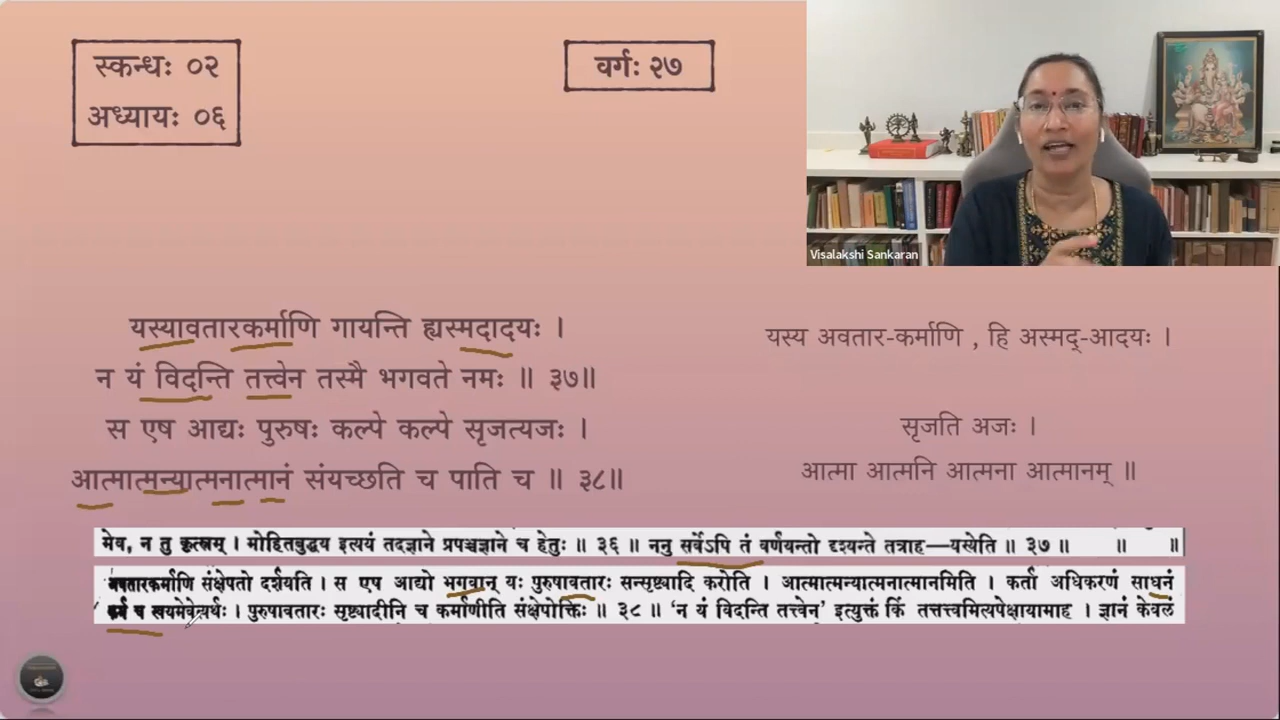 स्कन्धः ०२
अध्यायः ०६
वर्गः २७
Visalakshi Sankaran
यस्यावतारकर्माणि गायन्ति ह्यस्मदादयः ।
न यं विदन्ति तत्त्वेन तस्मै भगवते नमः ॥ ३७॥
स एष आद्यः पुरुषः कल्पे कल्पे सृजत्यजः ।
आत्मात्मन्यात्मनात्मानं संयच्छति च पाति च ॥ ३८॥
यस्य अवतार-कर्माणि , हि अस्मद्-आदयः ।
सृजति अजः ।
आत्मा आत्मनि आत्मना आत्मानम् ॥
मेव, न तु कृत्स्नम् । मोहितबुद्धय इत्ययं तदज्ञाने प्रपञ्चज्ञाने च हेतुः ॥ ३६ ॥ ननु सर्वेऽपि तं वर्णयन्तो दृश्यन्ते तत्राह—यस्येति ॥ ३७ ॥ ॥ ॥
अवतारकर्माणि संक्षेपतो दर्शयति । स एष आद्यो भगवान् यः पुरुषावतारः सन्सृष्ट्यादि करोति । आत्मात्मन्यात्मनात्मानमिति । कर्ता अधिकरणं साधनं
कर्म च स्वयमेवेत्यर्थः । पुरुषावतारः सृष्ट्यादीनि च कर्माणीति संक्षेपोक्तिः ॥ ३८ ॥ ‘न यं विदन्ति तत्त्वेन’ इत्युक्तं किं तत्तत्त्वमित्यपेक्षायामाह । ज्ञानं केवलं